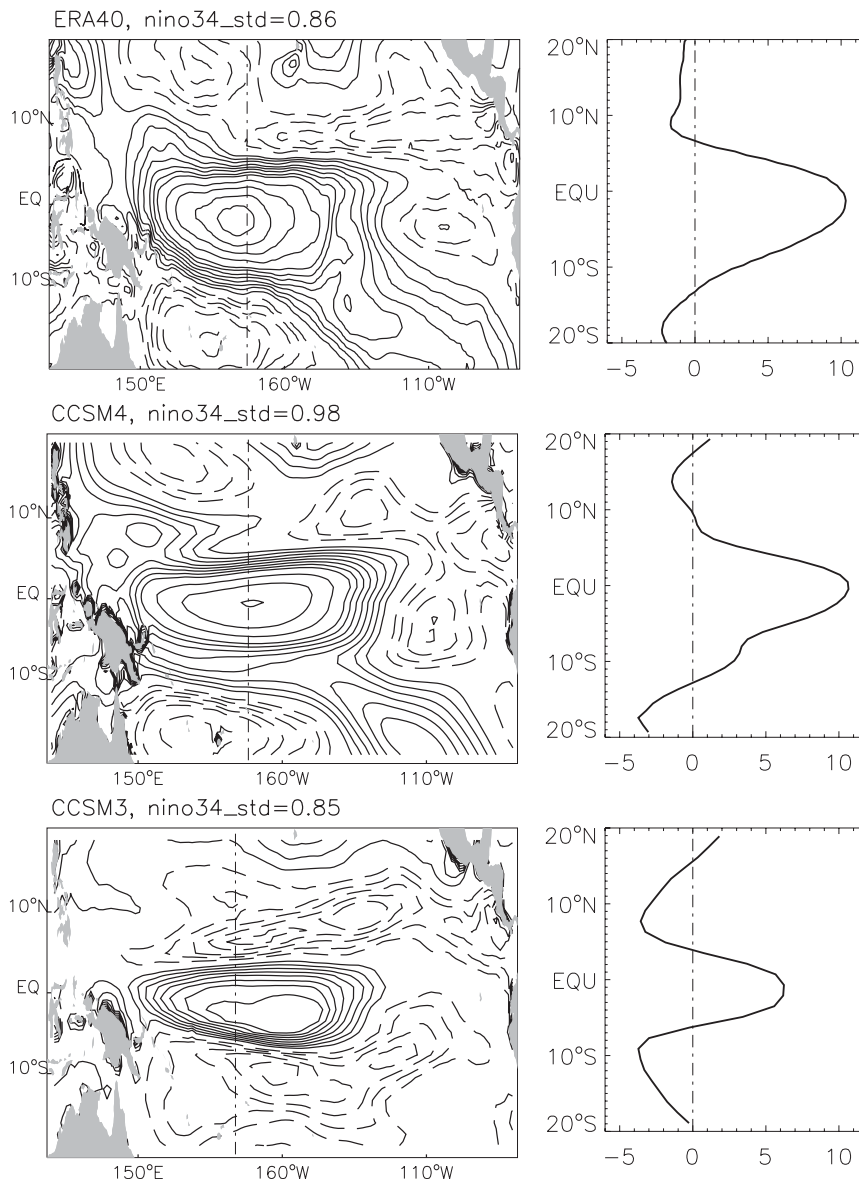 ERA40, nino34_std=0.86
10°N
EQ
10°S
150°E 160°W 110°W
20°N
10°N
EQU
10°S
20°S
-5 0 5 10
CCSM4, nino34_std=0.98
10°N
EQ
10°S
150°E 160°W 110°W
20°N
10°N
EQU
10°S
20°S
-5 0 5 10
CCSM3, nino34_std=0.85
10°N
EQ
10°S
150°E 160°W 110°W
20°N
10°N
EQU
10°S
20°S
-5 0 5 10